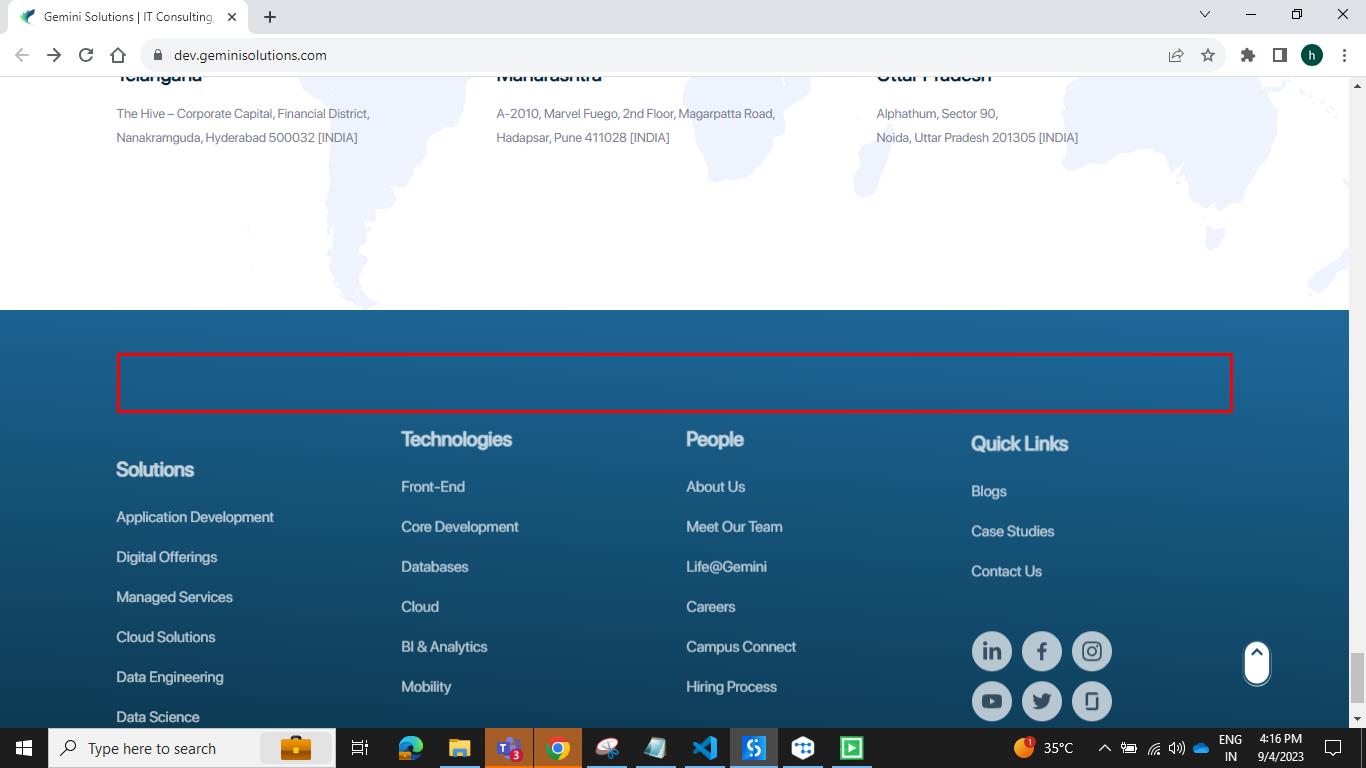 Gemini Solutions | IT Consulting,
dev.geminisolutions.com
h
Telangana
The Hive – Corporate Capital, Financial District,
Nanakramguda, Hyderabad 500032 [INDIA]
Maharashtra
A-2010, Marvel Fuego, 2nd Floor, Magarpatta Road,
Hadapsar, Pune 411028 [INDIA]
Uttar Pradesh
Alphathum, Sector 90,
Noida, Uttar Pradesh 201305 [INDIA]
Solutions
Application Development
Digital Offerings
Managed Services
Cloud Solutions
Data Engineering
Data Science
Technologies
Front-End
Core Development
Databases
Cloud
BI & Analytics
Mobility
People
About Us
Meet Our Team
Life@Gemini
Careers
Campus Connect
Hiring Process
Quick Links
Blogs
Case Studies
Contact Us
in
f
Type here to search
T
3
1
35°C
ENG
IN
4:16 PM
9/4/2023